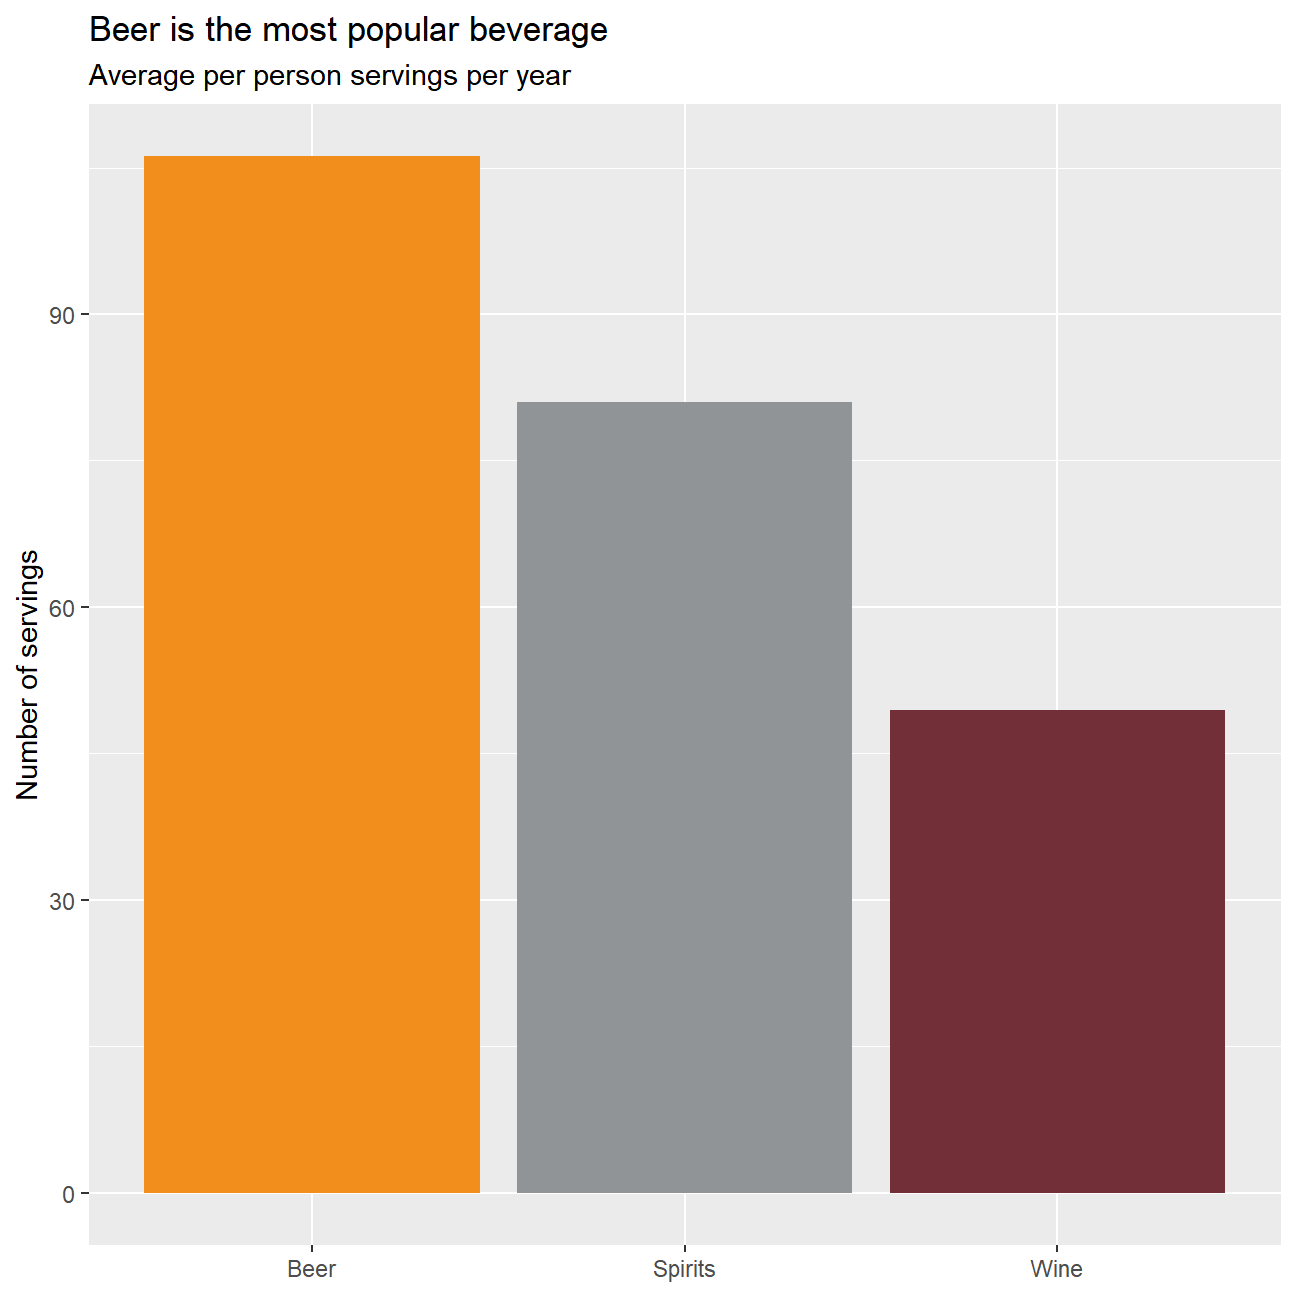 Beer is the most popular beverage
Average per person servings per year
Number of servings
90
60
30
0
Beer
Spirits
Wine